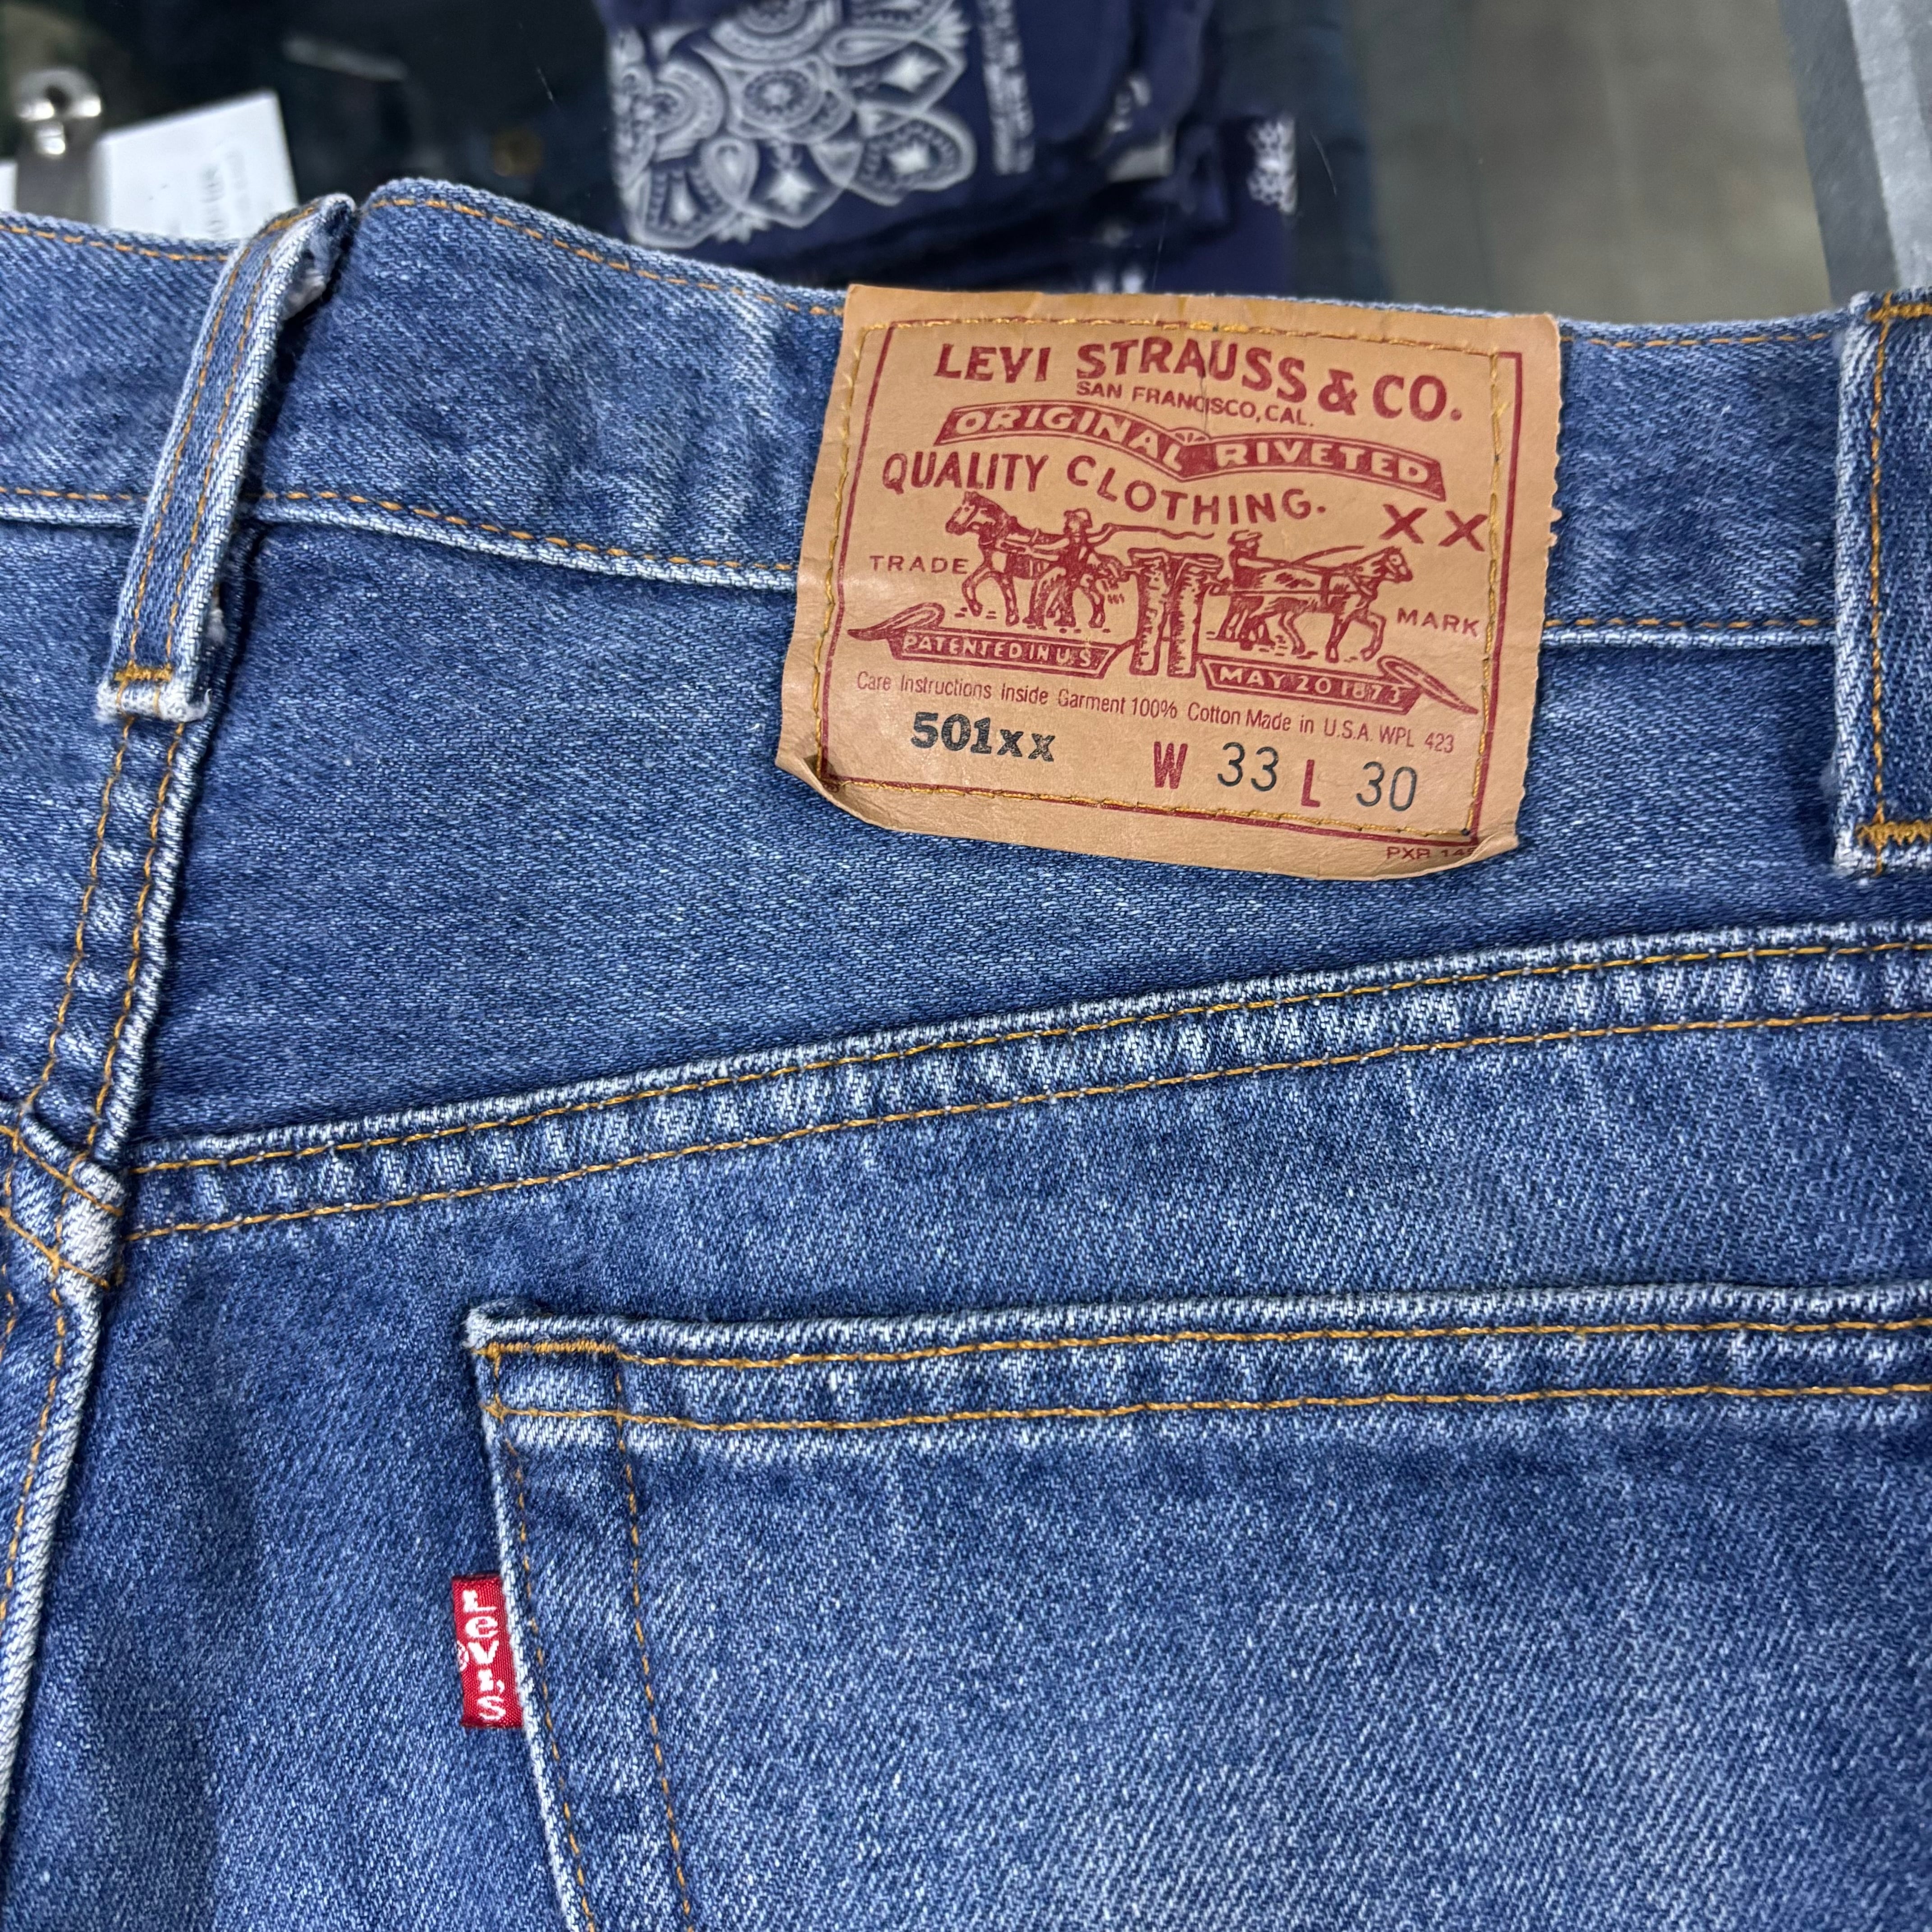 LEVI STRAUSS & CO.
SAN FRANCISCO, CAL.
ORIGINAL RIVETED
QUALITY CLOTHING.
XX
TRADE MARK
PATENTED IN U.S.
MAY 20 1873
Care Instructions Inside Garment 100% Cotton Made in U.S.A. WPL 423
501xx W 33 L 30
PXR
LEVI'S
®